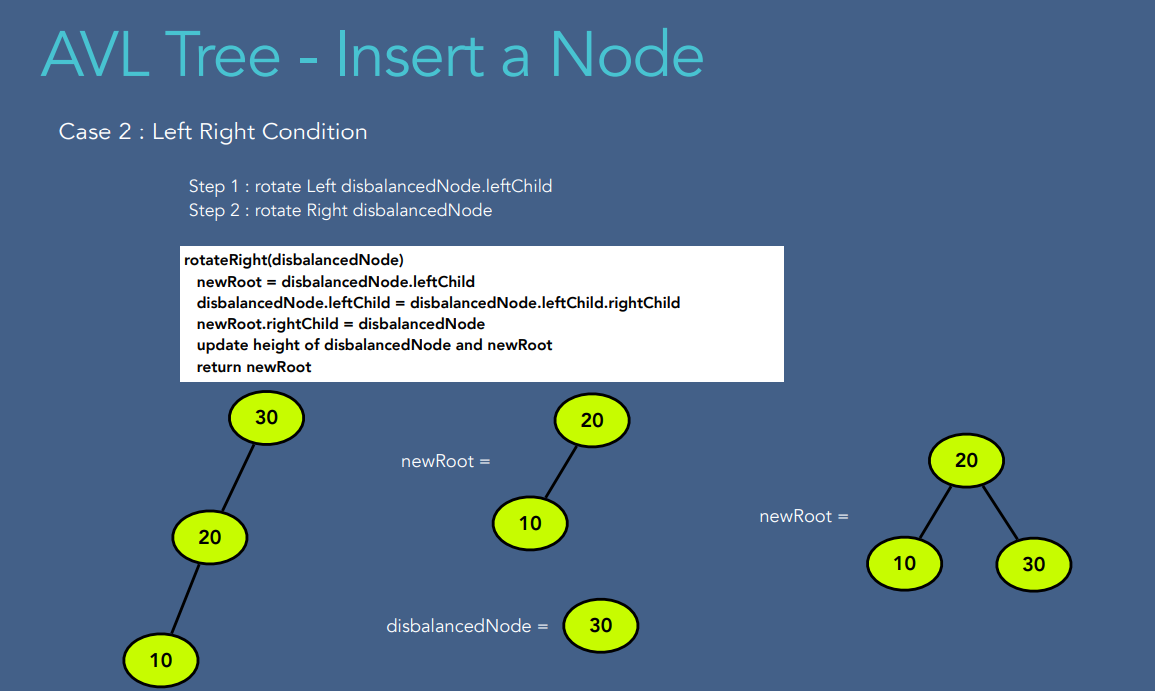 AVL Tree - Insert a Node
Case 2 : Left Right Condition
Step 1 : rotate Left disbalancedNode.leftChild
Step 2 : rotate Right disbalancedNode
rotateRight(disbalancedNode)
newRoot = disbalancedNode.leftChild
disbalancedNode.leftChild = disbalancedNode.leftChild.rightChild
newRoot.rightChild = disbalancedNode
update height of disbalancedNode and newRoot
return newRoot
30
20
10
newRoot =
20
10
disbalancedNode =
30
newRoot =
20
10
30